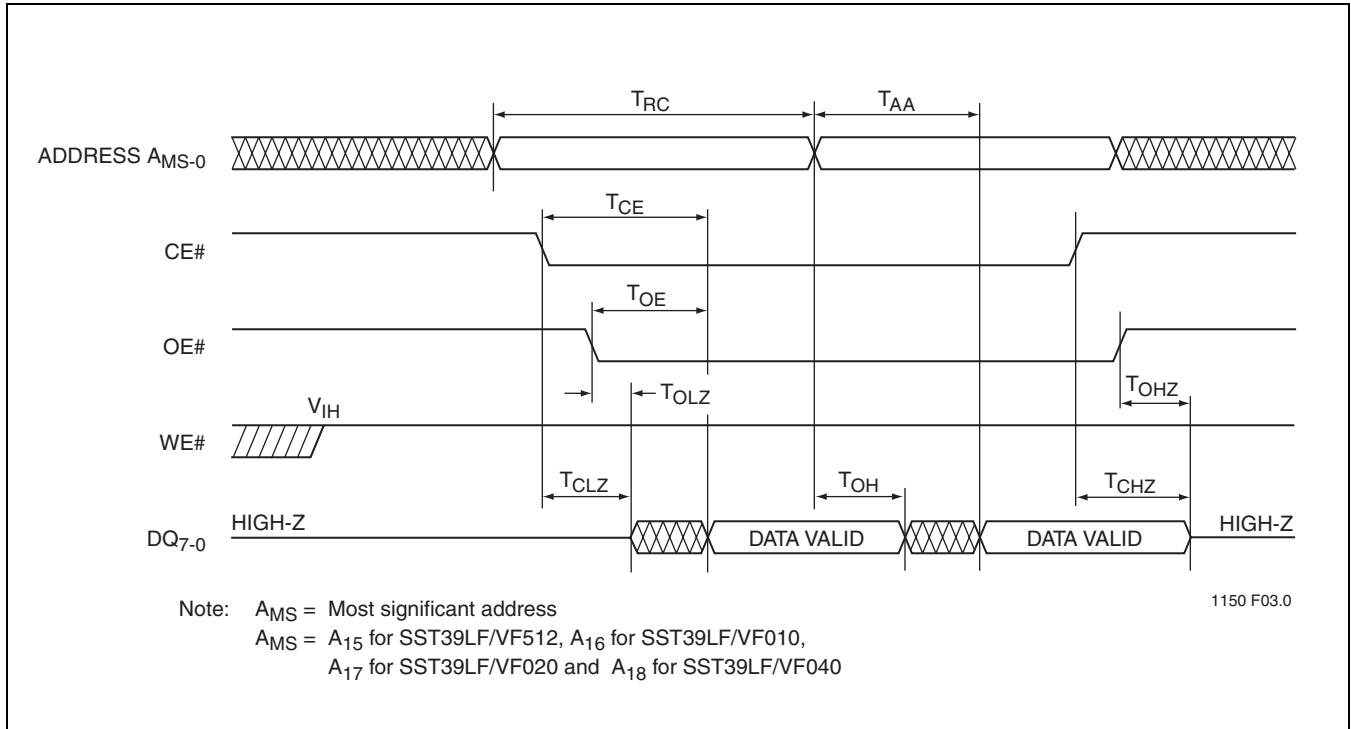 TRC TAA
ADDRESS AMS-0
TCE
CE#
TOE
OE#
TOLZ TOHZ
VIH
WE#
TCLZ TOH TCHZ
HIGH-Z HIGH-Z
DQ7-0 DATA VALID DATA VALID
1150 F03.0
Note: AMS = Most significant address
AMS = A15 for SST39LF/VF512, A16 for SST39LF/VF010,
A17 for SST39LF/VF020 and A18 for SST39LF/VF040